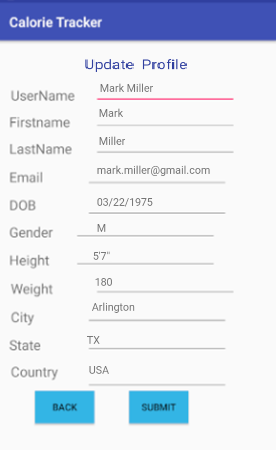 Calorie Tracker
Update Profile
UserName Mark Miller
Firstname Mark
LastName Miller
Email mark.miller@gmail.com
DOB 03/22/1975
Gender M
Height 5'7"
Weight 180
City Arlington
State TX
Country USA
BACK SUBMIT